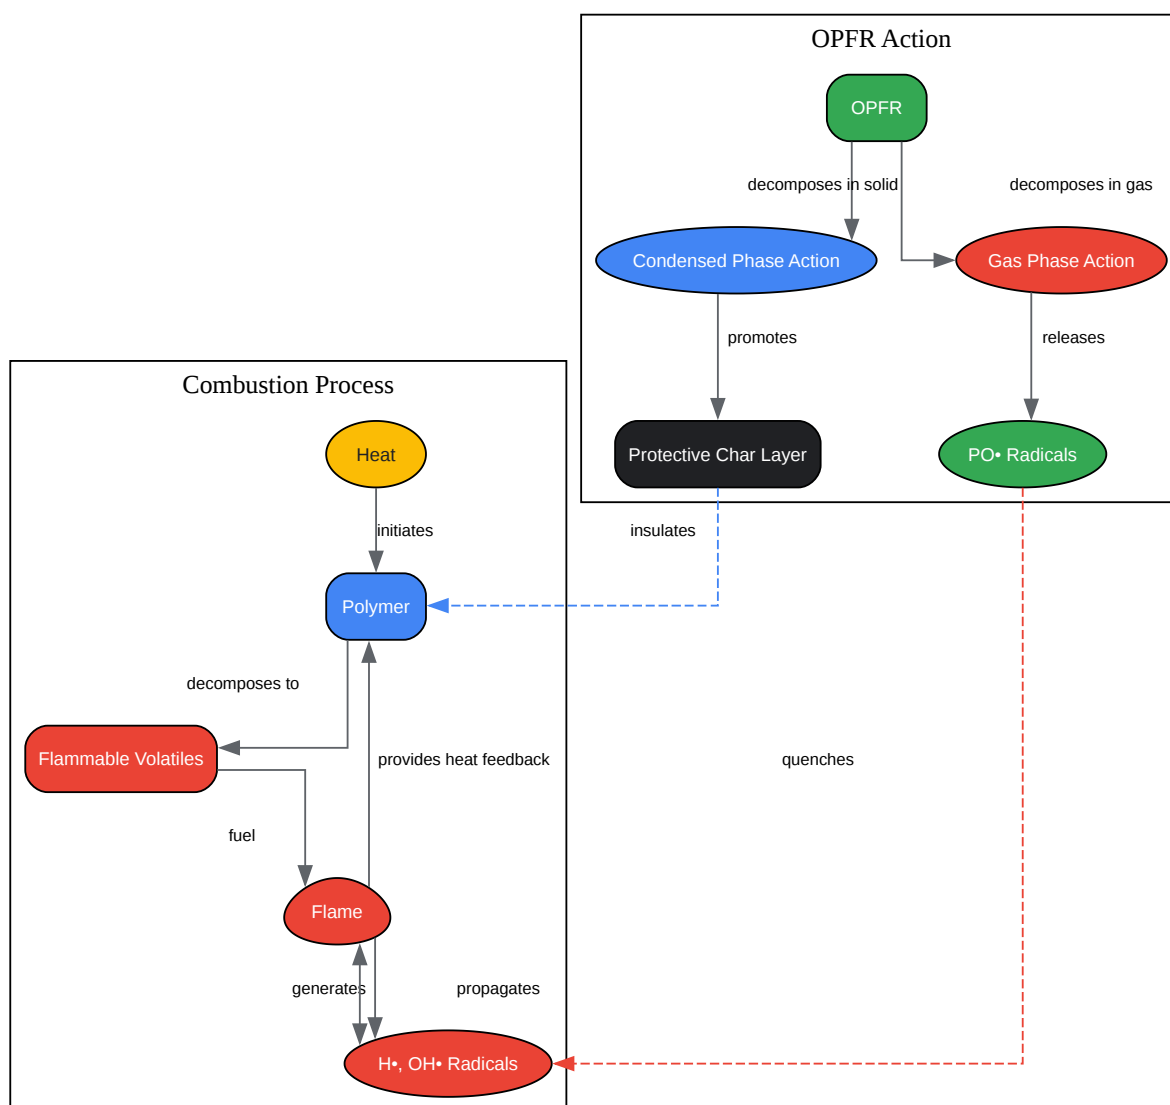 OPFR Action
OPFR
decomposes in solid
decomposes in gas
Condensed Phase Action
Gas Phase Action
promotes
releases
Combustion Process
Heat
Protective Char Layer
PO• Radicals
initiates
insulates
Polymer
decomposes to
Flammable Volatiles
provides heat feedback
quenches
fuel
Flame
generates
propagates
H•, OH• Radicals